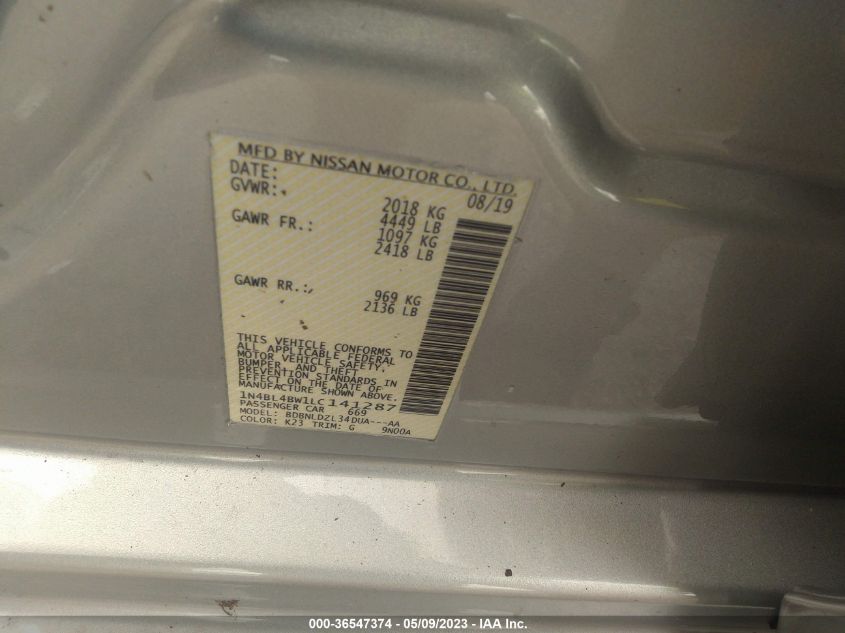 MFD BY NISSAN MOTOR CO., LTD.
DATE: 08/19
GVWR: 2018 KG
4449 LB
GAWR FR.: 1097 KG
2418 LB
GAWR RR.: 969 KG
2136 LB
THIS VEHICLE CONFORMS TO
ALL APPLICABLE FEDERAL
MOTOR VEHICLE SAFETY,
BUMPER, AND THEFT
PREVENTION STANDARDS IN
EFFECT ON THE DATE OF
MANUFACTURE SHOWN ABOVE.
1N4BL4BW1LC141287
PASSENGER CAR 669
MODEL: BDBNLDZL34DUA---AA
COLOR: K23 TRIM: G 9N00A
000-36547374 - 05/09/2023 - IAA Inc.